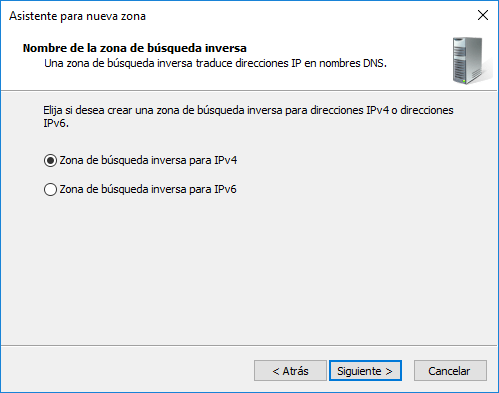 Asistente para nueva zona
Nombre de la zona de búsqueda inversa
Una zona de búsqueda inversa traduce direcciones IP en nombres DNS.
Elija si desea crear una zona de búsqueda inversa para direcciones IPv4 o direcciones
IPv6.
Zona de búsqueda inversa para IPv4
Zona de búsqueda inversa para IPv6
< Atrás
Siguiente >
Cancelar